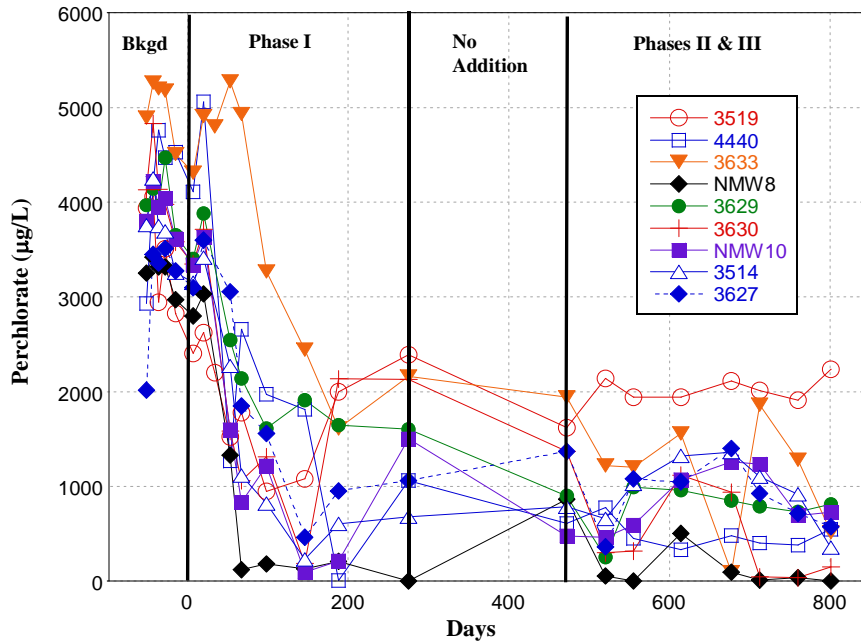 6000
5000
4000
3000
2000
1000
0
Perchlorate (µg/L)
Bkgd
Phase I
No
Addition
Phases II & III
3519
4440
3633
NMW8
3629
3630
NMW10
3514
3627
0
200
400
600
800
Days